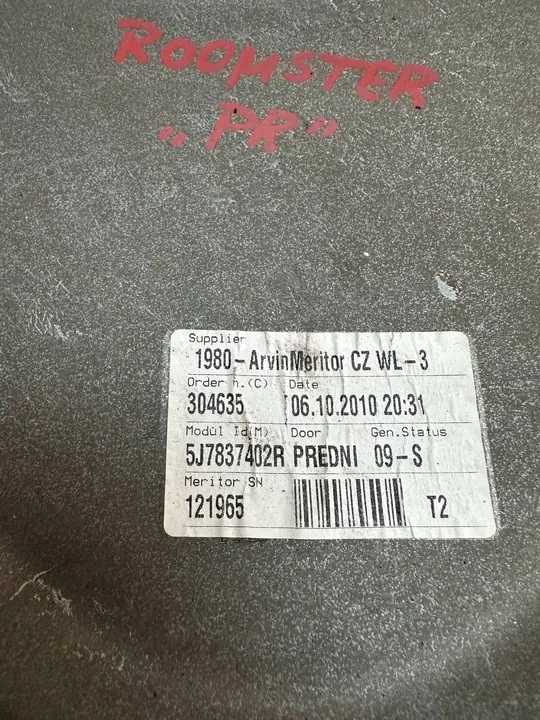 ROOMSTER
„PR”
Supplier
1980-ArvinMeritor CZ WL-3
Order n.(C) Date
304635 06.10.2010 20:31
Modul Id(M) Door Gen.Status
5J7837402R PREDNI 09-S
Meritor SN
121965 T2